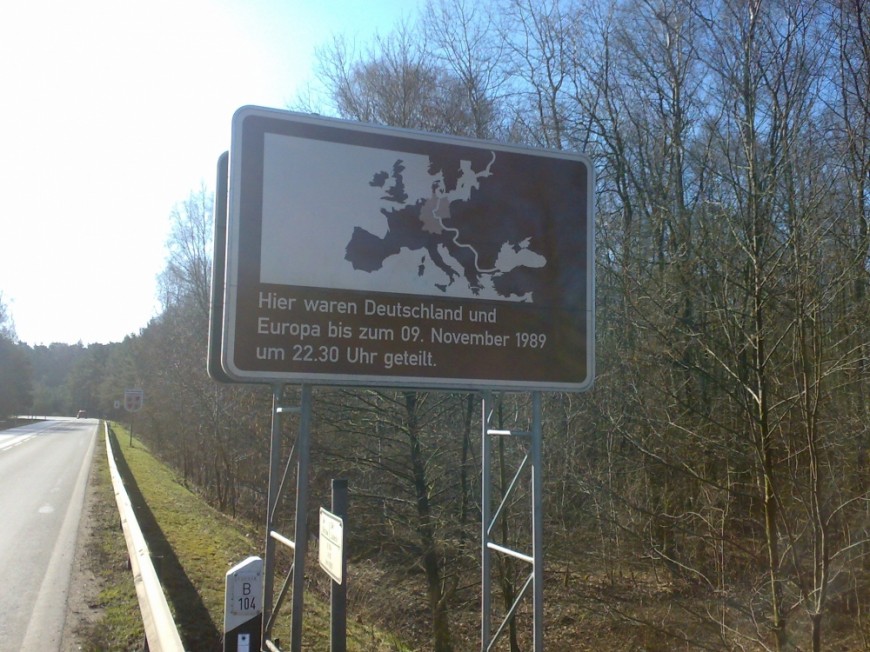 Hier waren Deutschland und
Europa bis zum 09. November 1989
um 22.30 Uhr geteilt.
B
104